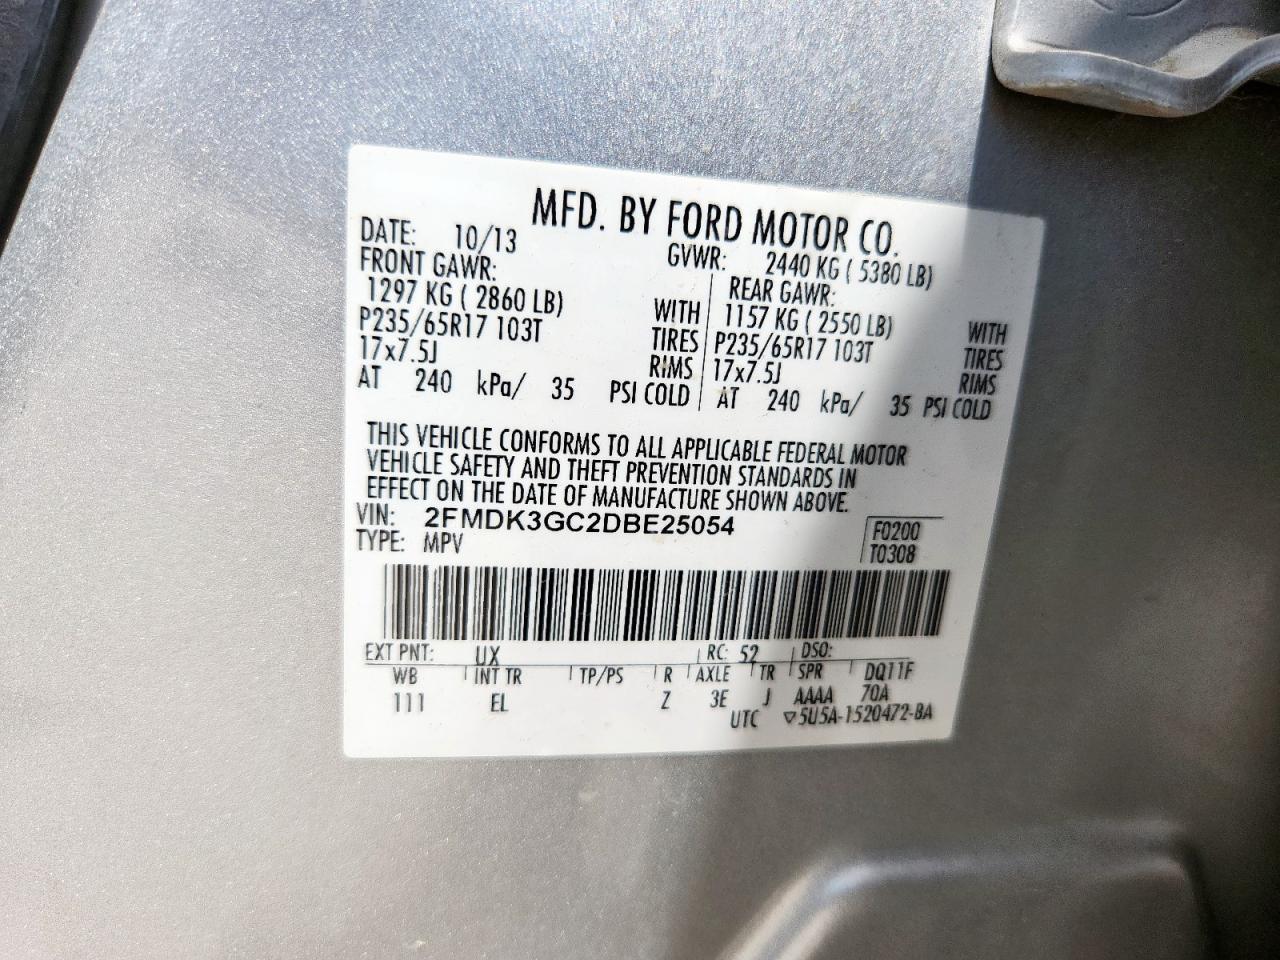 MFD. BY FORD MOTOR CO.
DATE: 10/13 GVWR: 2440 KG ( 5380 LB)
FRONT GAWR: REAR GAWR:
1297 KG ( 2860 LB) WITH 1157 KG ( 2550 LB) WITH
P235/65R17 103T TIRES P235/65R17 103T TIRES
17x7.5J RIMS 17x7.5J RIMS
AT 240 kPa/ 35 PSI COLD AT 240 kPa/ 35 PSI COLD
THIS VEHICLE CONFORMS TO ALL APPLICABLE FEDERAL MOTOR
VEHICLE SAFETY AND THEFT PREVENTION STANDARDS IN
EFFECT ON THE DATE OF MANUFACTURE SHOWN ABOVE.
VIN: 2FMDK3GC2DBE25054 F0200
TYPE: MPV T0308
EXT PNT: UX RC: 52 DSO:
WB INT TR TP/PS R AXLE TR SPR DQ11F
111 EL Z 3E J AAAA 70A
UTC ▽5U5A-1520472-BA